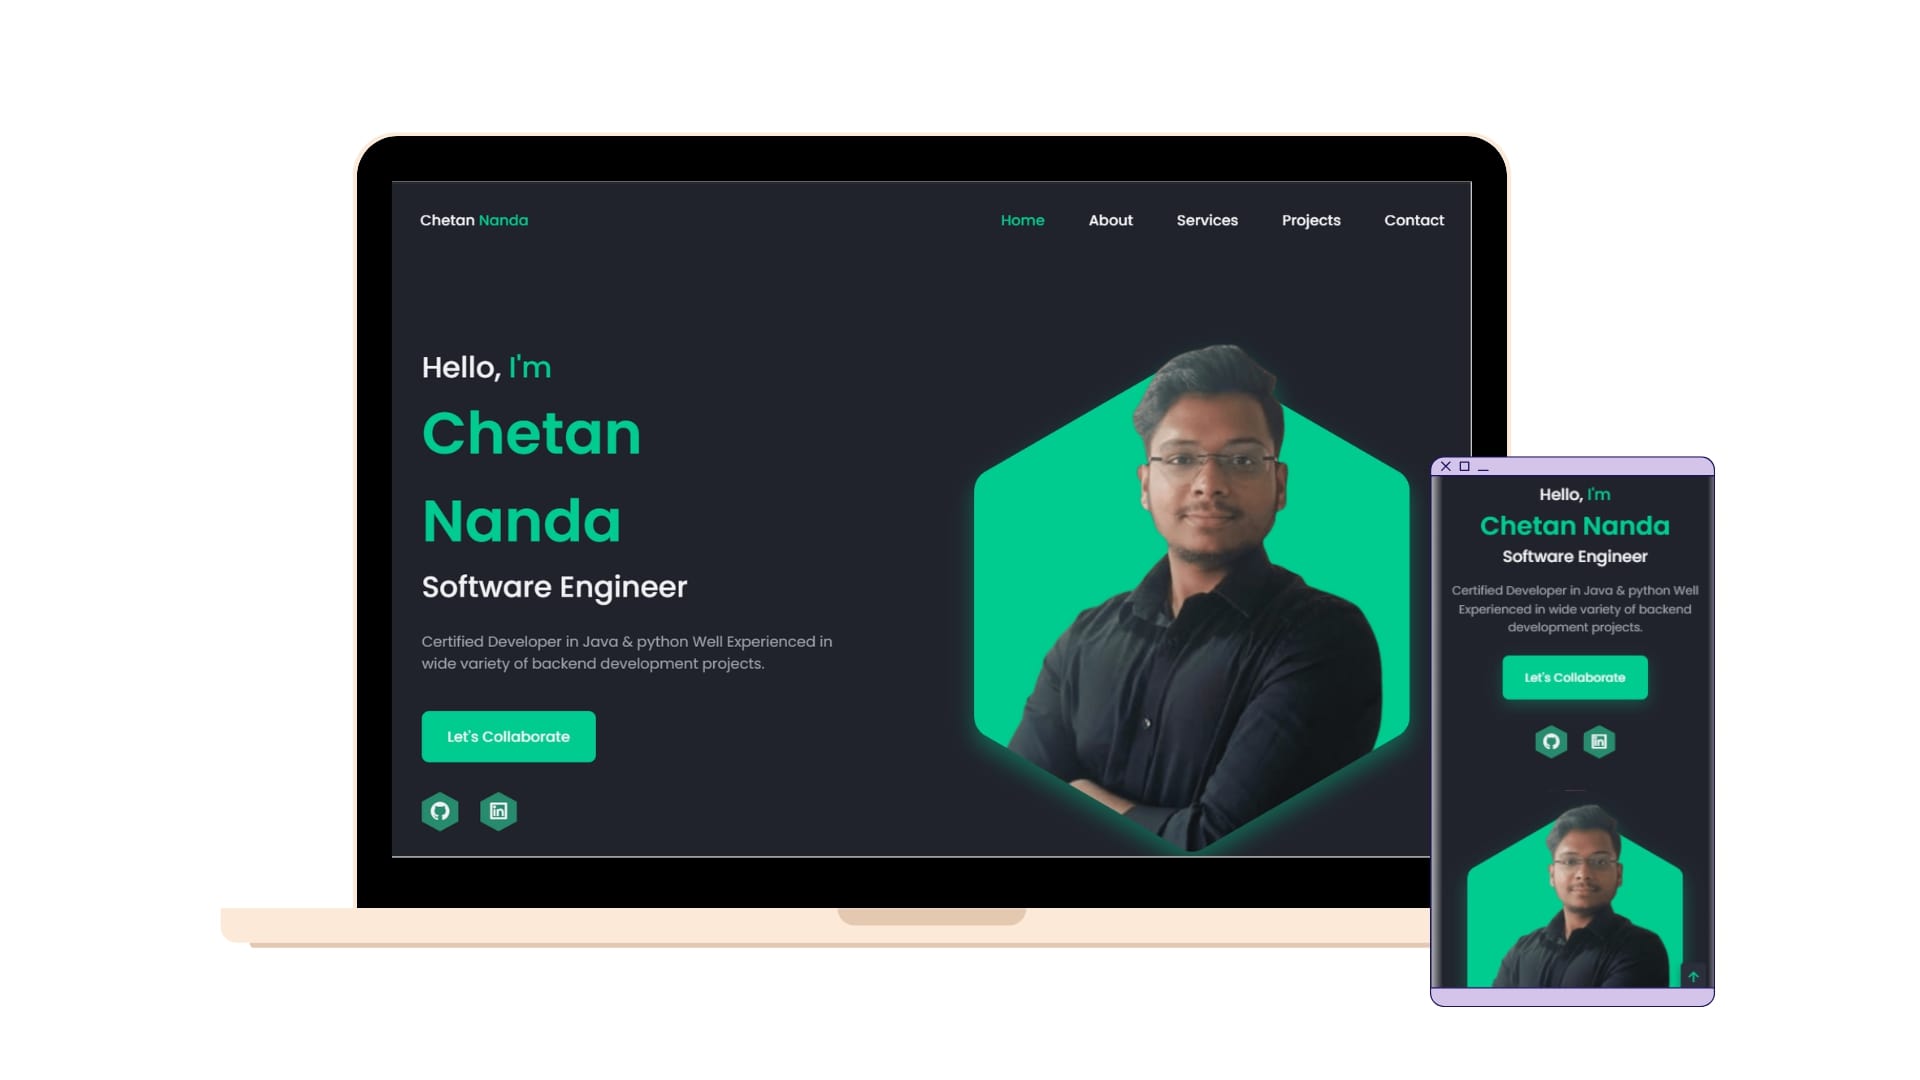 Chetan Nanda
Home About Services Projects Contact
Hello, I'm
Chetan
Nanda
Software Engineer
Certified Developer in Java & python Well Experienced in
wide variety of backend development projects.
Let's Collaborate
in
Hello, I'm
Chetan Nanda
Software Engineer
Certified Developer in Java & python Well
Experienced in wide variety of backend
development projects.
Let's Collaborate
in